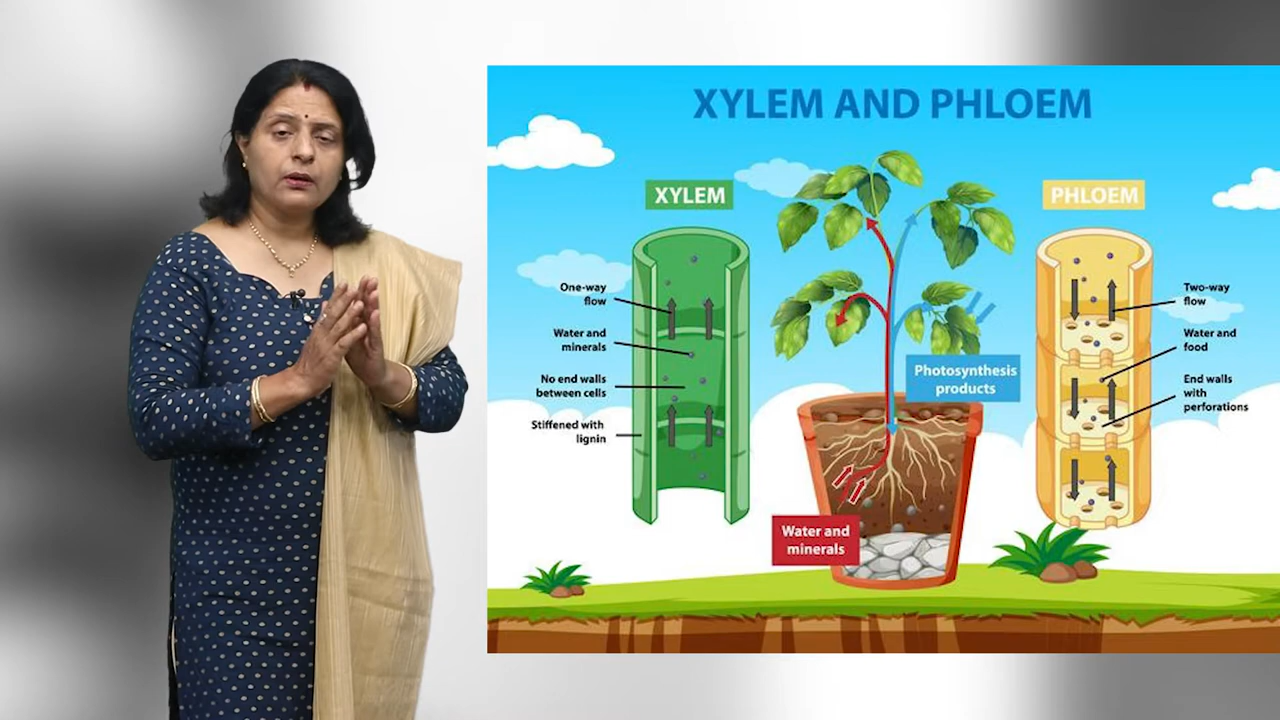 XYLEM AND PHLOEM
XYLEM
One-way
flow
Water and
minerals
No end walls
between cells
Stiffened with
lignin
Photosynthesis
products
Water and
minerals
PHLOEM
Two-way
flow
Water and
food
End walls
with
perforations